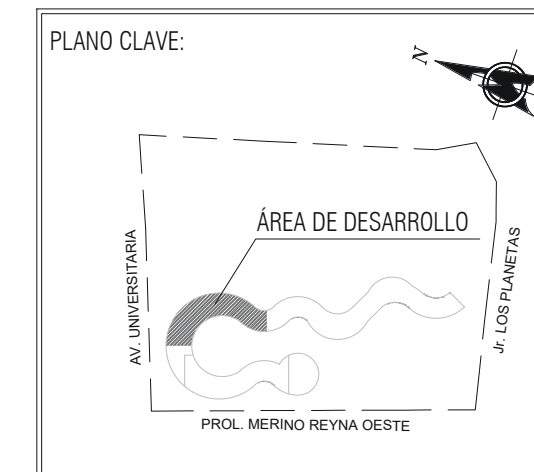 PLANO CLAVE:
N
ÁREA DE DESARROLLO
AV. UNIVERSITARIA
Jr. LOS PLANETAS
PROL. MERINO REYNA OESTE